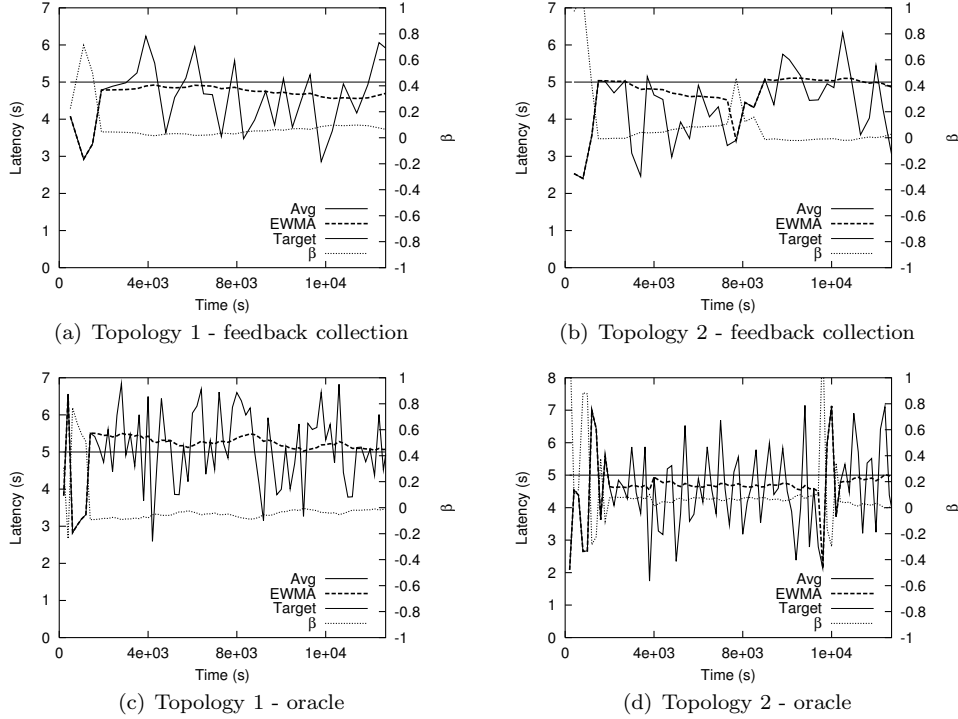 7
6
5
4
3
2
1
0
Latency (s)
1
0.8
0.6
0.4
0.2
0
-0.2
-0.4
-0.6
-0.8
-1
β
Avg
EWMA
Target
β
0 4e+03 8e+03 1e+04
Time (s)
(a) Topology 1 - feedback collection
7
6
5
4
3
2
1
0
Latency (s)
1
0.8
0.6
0.4
0.2
0
-0.2
-0.4
-0.6
-0.8
-1
β
Avg
EWMA
Target
β
0 4e+03 8e+03 1e+04
Time (s)
(b) Topology 2 - feedback collection
7
6
5
4
3
2
1
0
Latency (s)
1
0.8
0.6
0.4
0.2
0
-0.2
-0.4
-0.6
-0.8
-1
β
Avg
EWMA
Target
β
0 4e+03 8e+03 1e+04
Time (s)
(c) Topology 1 - oracle
8
7
6
5
4
3
2
1
0
Latency (s)
1
0.8
0.6
0.4
0.2
0
-0.2
-0.4
-0.6
-0.8
-1
β
Avg
EWMA
Target
β
0 4e+03 8e+03 1e+04
Time (s)
(d) Topology 2 - oracle